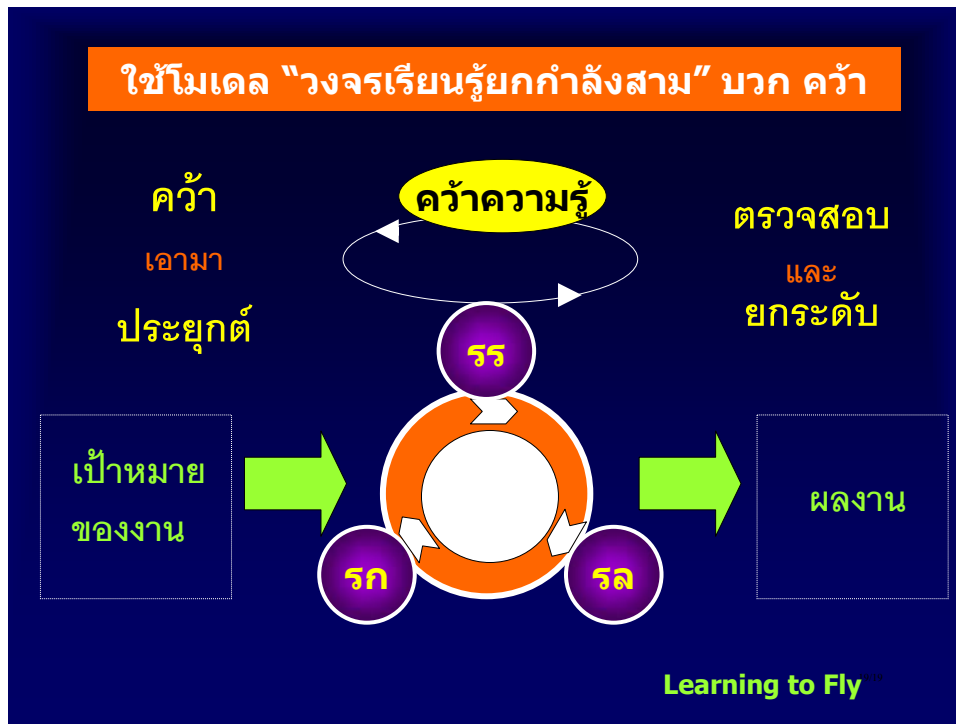 ใช้โมเดล “วงจรเรียนรู้ยกกำลังสาม” บวก คว้า
คว้า
เอามา
ประยุกต์
คว้าความรู้
ตรวจสอบ
และ
ยกระดับ
รร
เป้าหมาย
ของงาน
ผลงาน
รก
รล
Learning to Fly